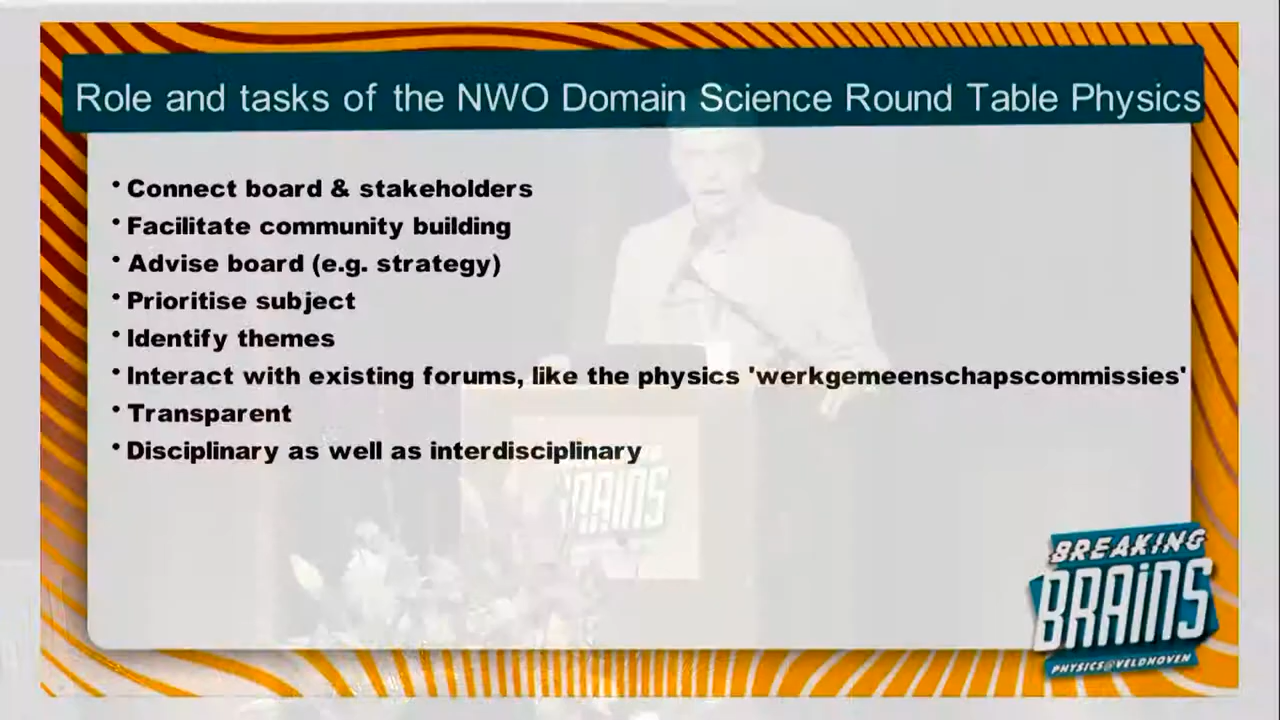 Role and tasks of the NWO Domain Science Round Table Physics
• Connect board & stakeholders
• Facilitate community building
• Advise board (e.g. strategy)
• Prioritise subject
• Identify themes
• Interact with existing forums, like the physics 'werkgemeenschapscommissies'
• Transparent
• Disciplinary as well as interdisciplinary
BRAINS
BREAKING
BRAINS
PHYSICS@VELDHOVEN